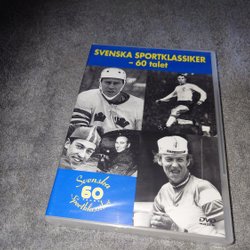 SVENSKA SPORTKLASSIKER
– 60 talet
Svenska
60
Sportklassiker
DVD